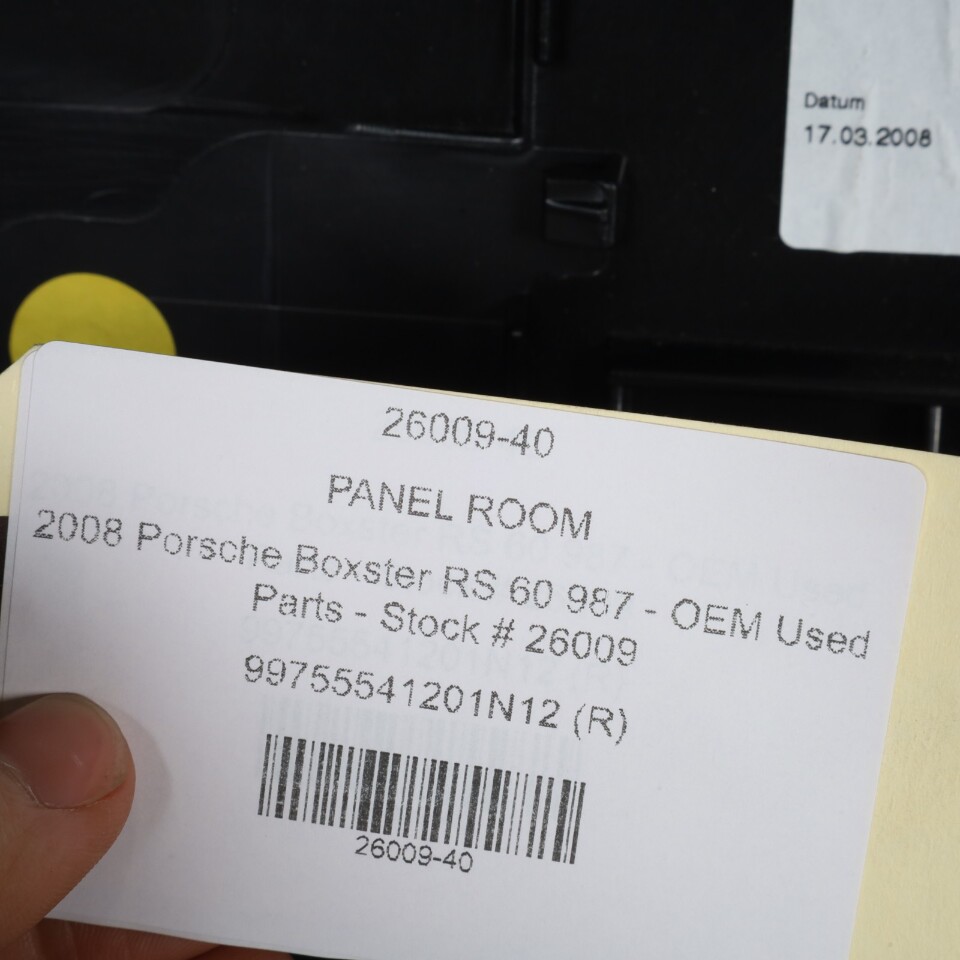 Datum
17.03.2008
26009-40
PANEL ROOM
2008 Porsche Boxster RS 60 987 - OEM Used
Parts - Stock # 26009
99755541201N12 (R)
26009-40